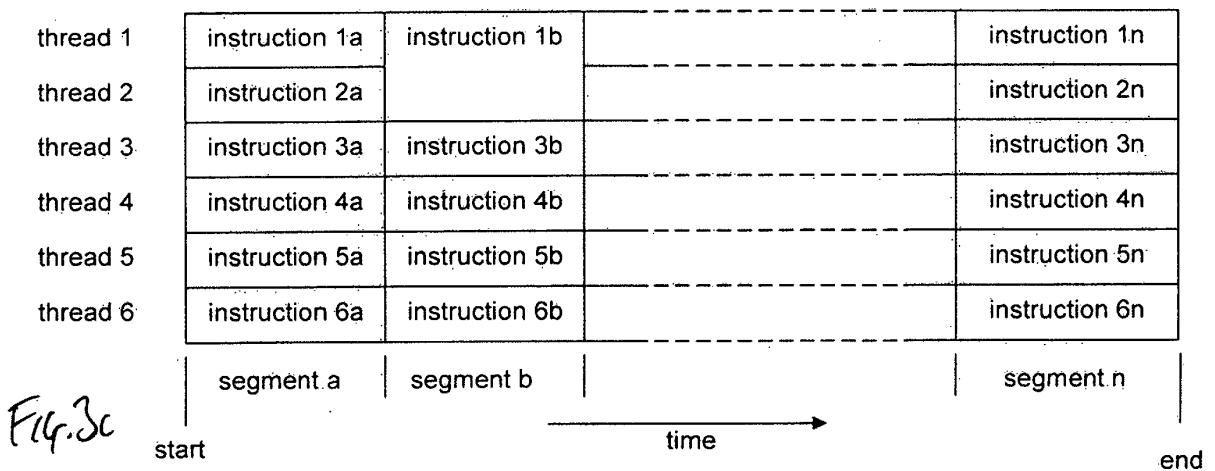 thread 1 instruction 1a instruction 1b instruction 1n
thread 2 instruction 2a instruction 2n
thread 3 instruction 3a instruction 3b instruction 3n
thread 4 instruction 4a instruction 4b instruction 4n
thread 5 instruction 5a instruction 5b instruction 5n
thread 6 instruction 6a instruction 6b instruction 6n
segment a segment b segment n
Fig.3c
start time end